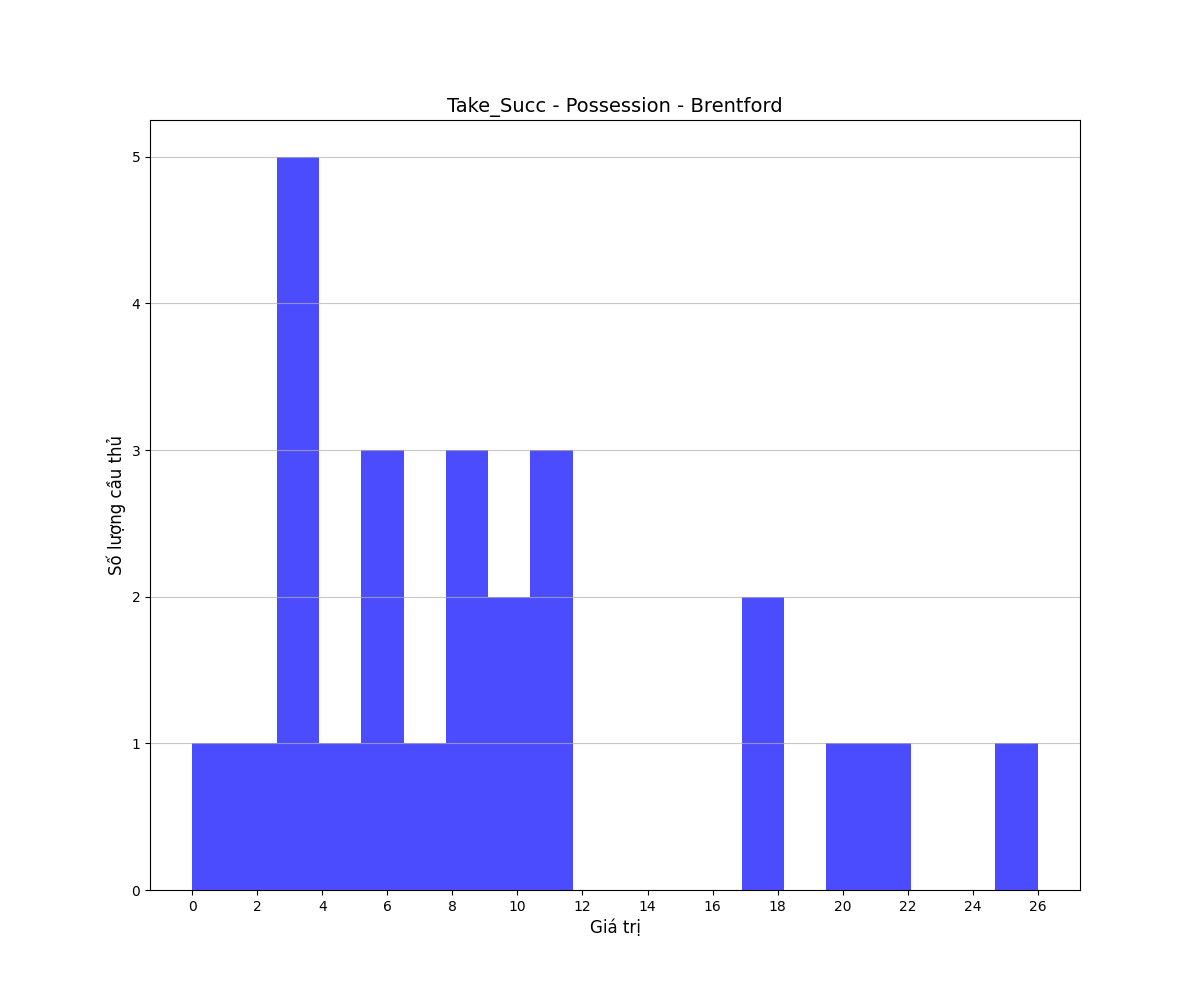 Take_Succ - Possession - Brentford
Số lượng cầu thủ
5
4
3
2
1
0
0 2 4 6 8 10 12 14 16 18 20 22 24 26
Giá trị